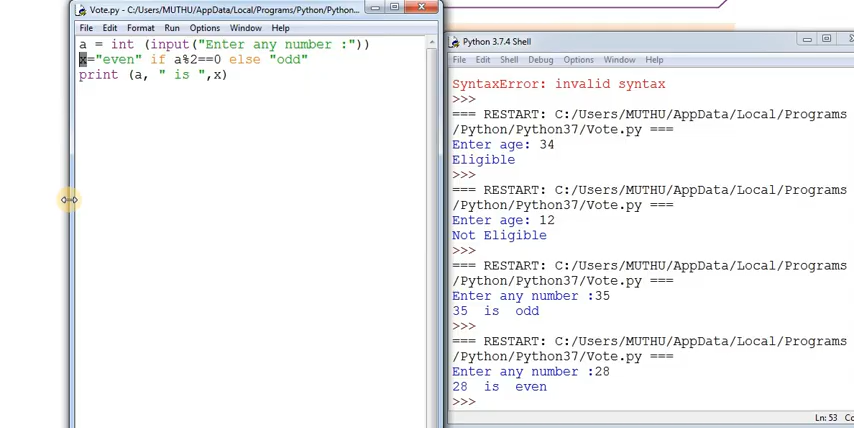 Vote.py - C:/Users/MUTHU/AppData/Local/Programs/Python/Python...
File Edit Format Run Options Window Help
a = int (input("Enter any number :"))
x="even" if a%2==0 else "odd"
print (a, " is ",x)
Python 3.7.4 Shell
File Edit Shell Debug Options Window Help
SyntaxError: invalid syntax
>>>
=== RESTART: C:/Users/MUTHU/AppData/Local/Programs
/Python/Python37/Vote.py ===
Enter age: 34
Eligible
>>>
=== RESTART: C:/Users/MUTHU/AppData/Local/Programs
/Python/Python37/Vote.py ===
Enter age: 12
Not Eligible
>>>
=== RESTART: C:/Users/MUTHU/AppData/Local/Programs
/Python/Python37/Vote.py ===
Enter any number :35
35  is  odd
>>>
=== RESTART: C:/Users/MUTHU/AppData/Local/Programs
/Python/Python37/Vote.py ===
Enter any number :28
28  is  even
>>>
Ln: 53 Co